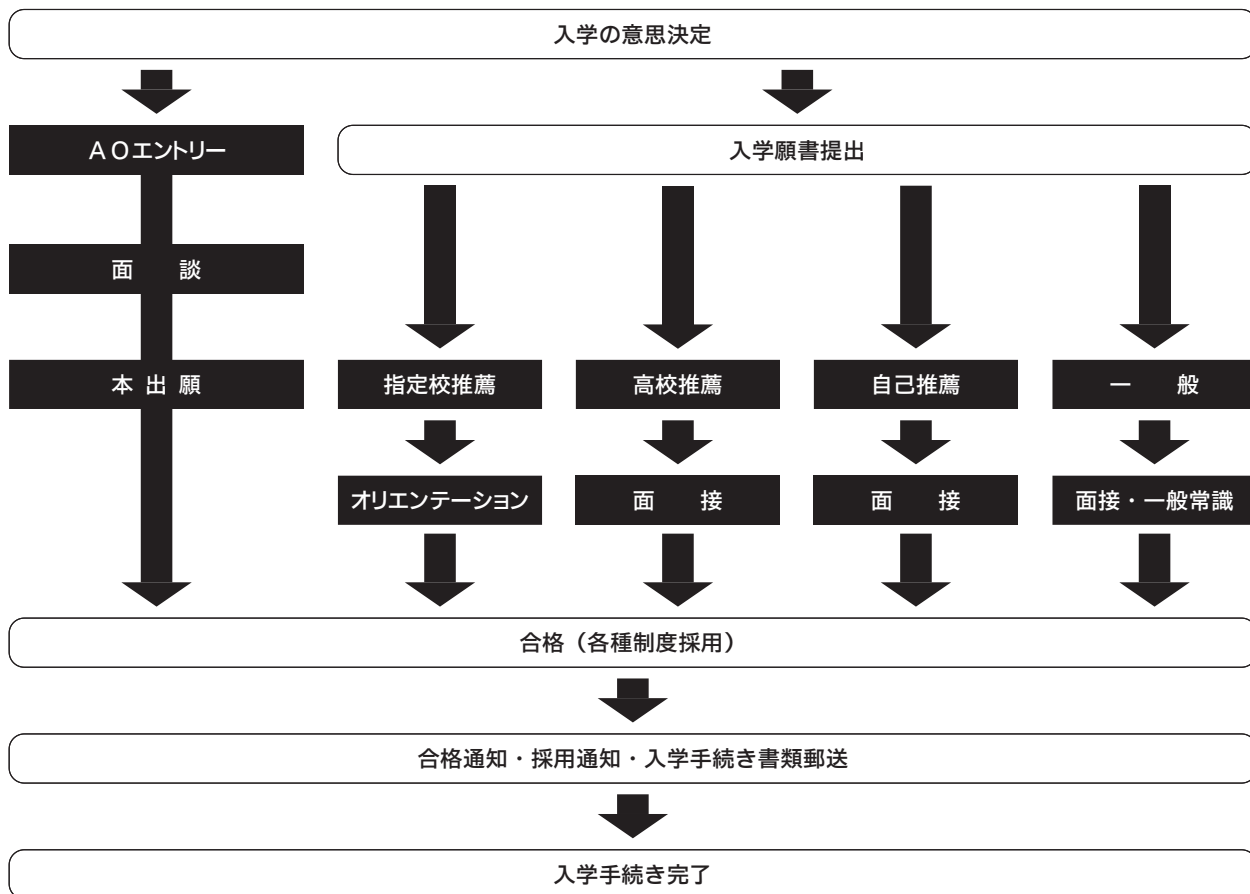 入学の意思決定
ＡＯエントリー
入学願書提出
面　　談
本 出 願
指定校推薦
高校推薦
自己推薦
一　　般
オリエンテーション
面　　接
面　　接
面接・一般常識
合格（各種制度採用）
合格通知・採用通知・入学手続き書類郵送
入学手続き完了